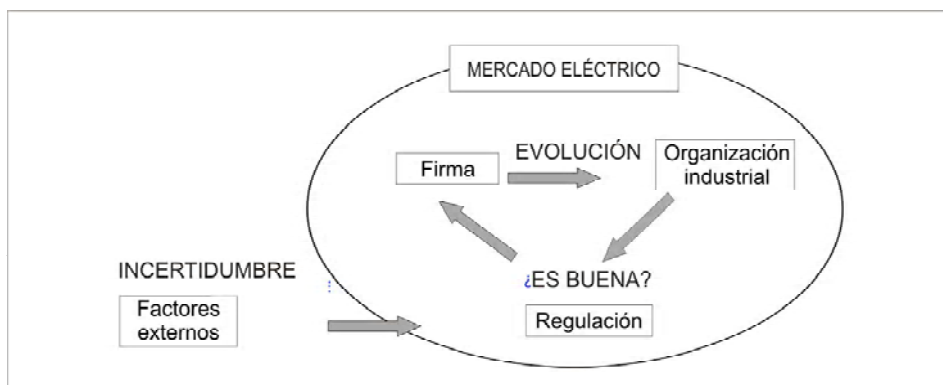 MERCADO ELÉCTRICO
EVOLUCIÓN
Firma
Organización
industrial
INCERTIDUMBRE
¿ES BUENA?
Factores
externos
Regulación